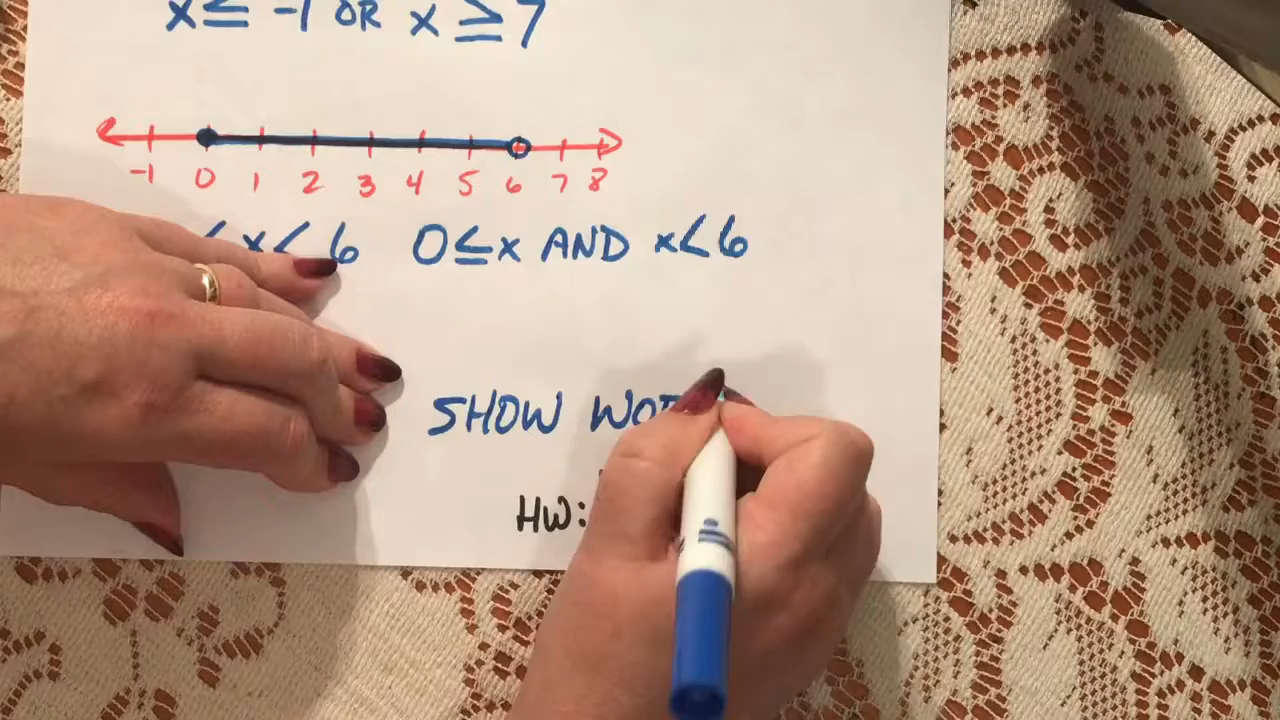 x ≤ -1 OR x ≥ 7
-1 0 1 2 3 4 5 6 7 8
≤ x < 6 0 ≤ x AND x < 6
SHOW
HW: